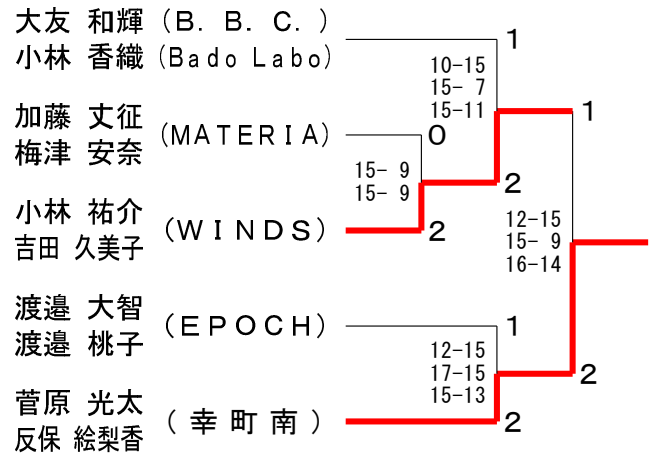 大友 和輝 (B. B. C.)
小林 香織 (Bado Labo)
1
10-15
15- 7
15-11
1
加藤 丈征
梅津 安奈
(MATERIA)
0
15- 9
15- 9
2
小林 祐介
吉田 久美子
(WINDS)
2
12-15
15- 9
16-14
渡邉 大智
渡邉 桃子
(EPOCH)
1
12-15
17-15
15-13
2
菅原 光太
反保 絵梨香
(幸町南)
2